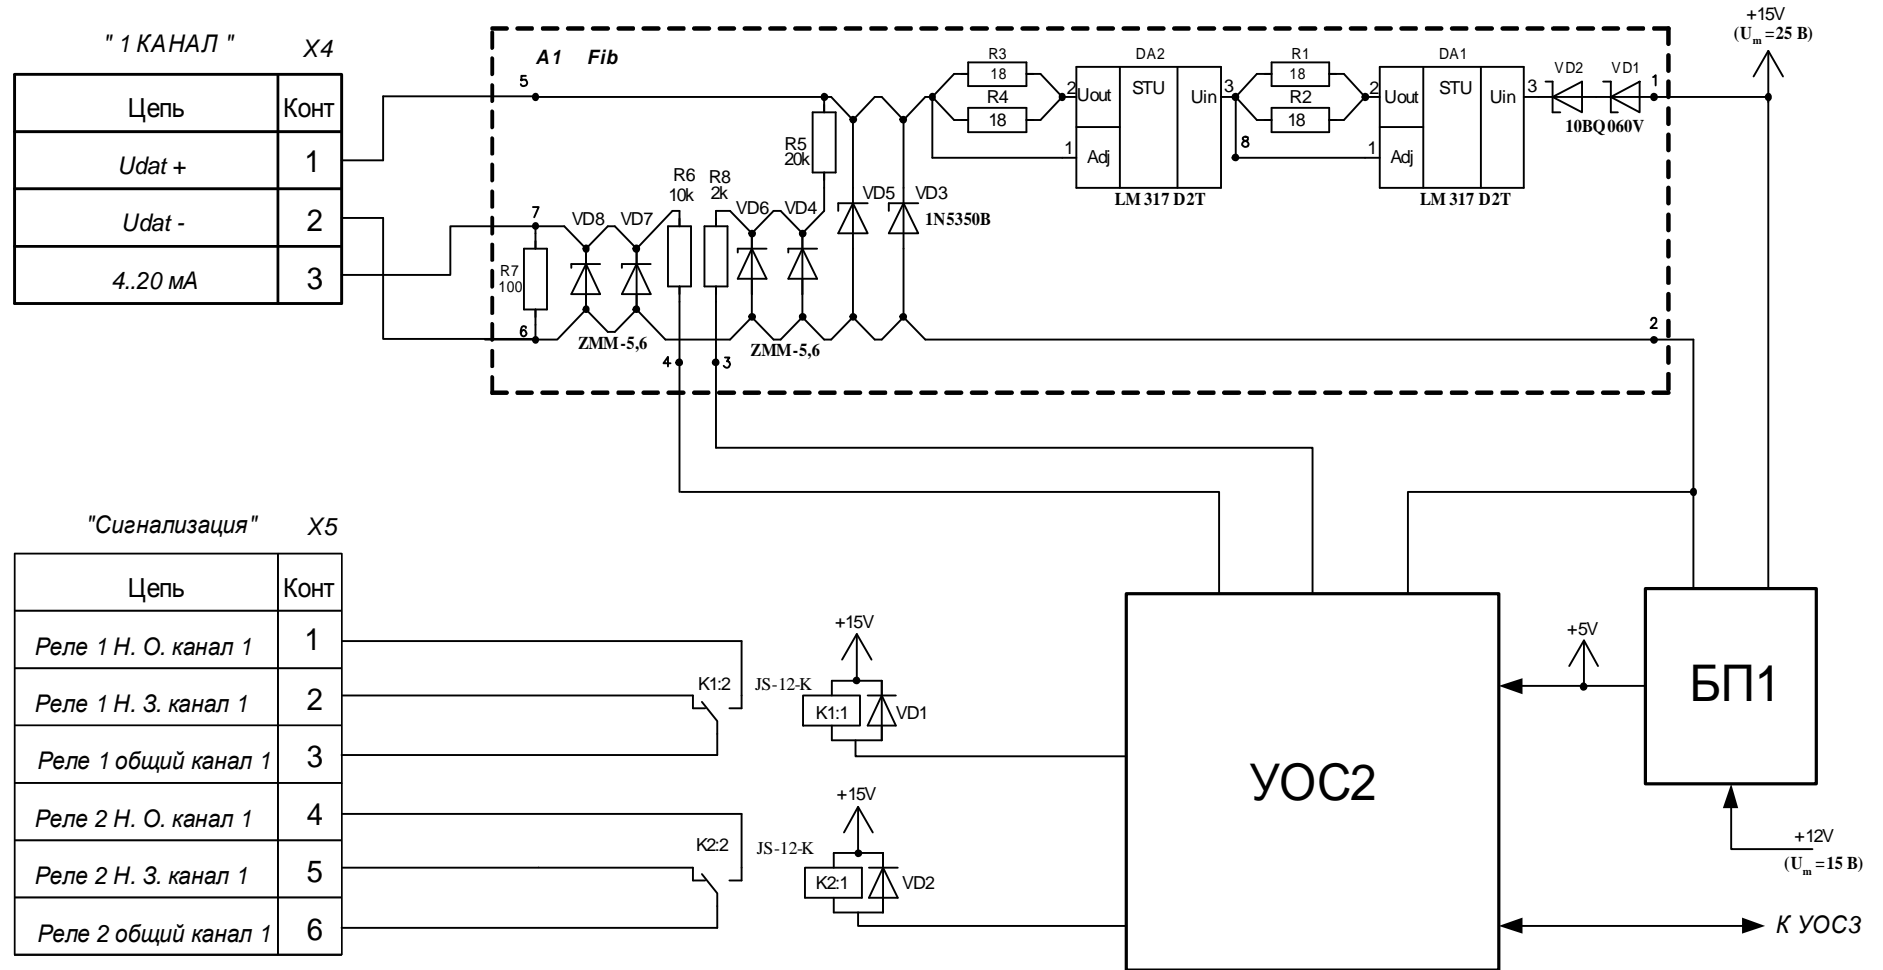 " 1 КАНАЛ " X4
Цепь Конт
Udat + 1
Udat - 2
4..20 мА 3
A1 Fib
5
R3
18
R4
18
DA2
2 Uout STU Uin 3
1 Adj
LM 317 D2T
R1
18
R2
18
8
DA1
2 Uout STU Uin 3
1 Adj
LM 317 D2T
VD2 VD1 1
10BQ 060V
+15V
(Um =25 В)
R5
20k
R6
10k
R8
2k
VD6 VD4
VD5 VD3
1N5350B
7
VD8 VD7
R7
100
6
ZMM -5,6
ZMM -5,6
2
4 3
"Сигнализация" X5
Цепь Конт
Реле 1 Н. О. канал 1 1
Реле 1 Н. З. канал 1 2
Реле 1 общий канал 1 3
Реле 2 Н. О. канал 1 4
Реле 2 Н. З. канал 1 5
Реле 2 общий канал 1 6
K1:2 JS-12-K
+15V
K1:1 VD1
K2:2 JS-12-K
+15V
K2:1 VD2
УОС2
+5V
БП1
+12V
(Um =15 В)
К УОС3